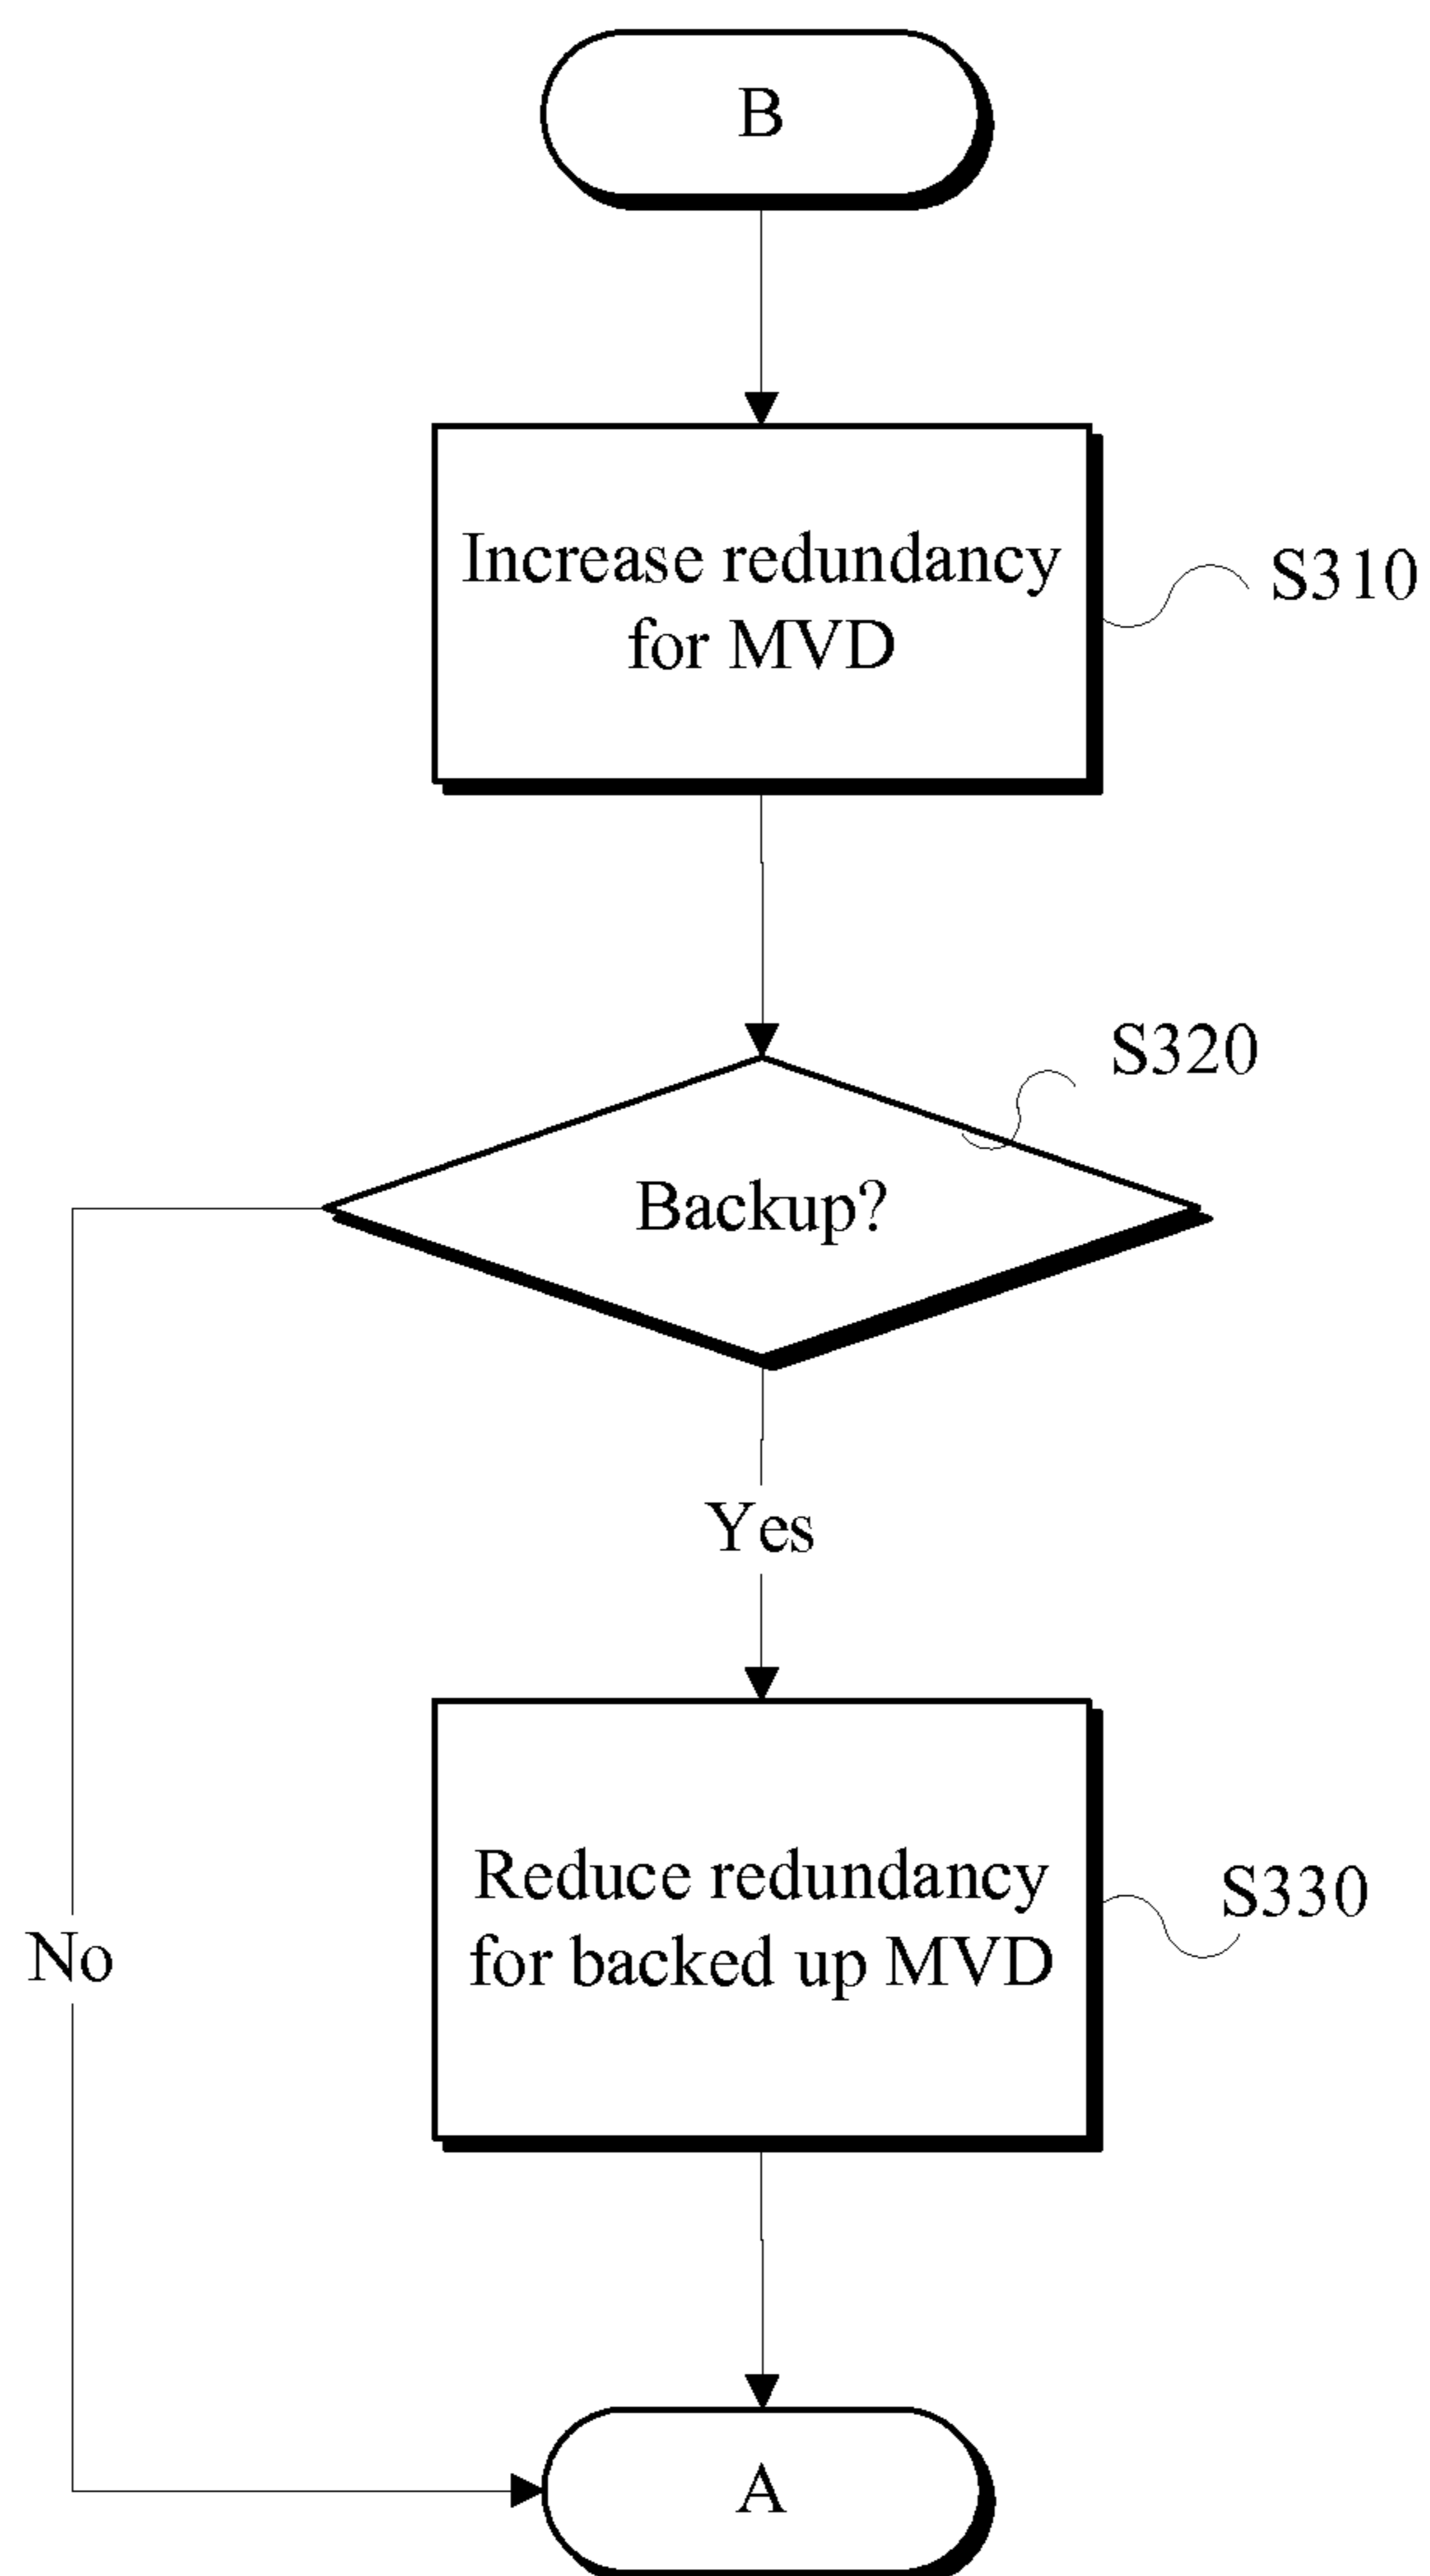 B
Increase redundancy
for MVD
S310
S320
Backup?
Yes
Reduce redundancy
for backed up MVD
S330
No
A